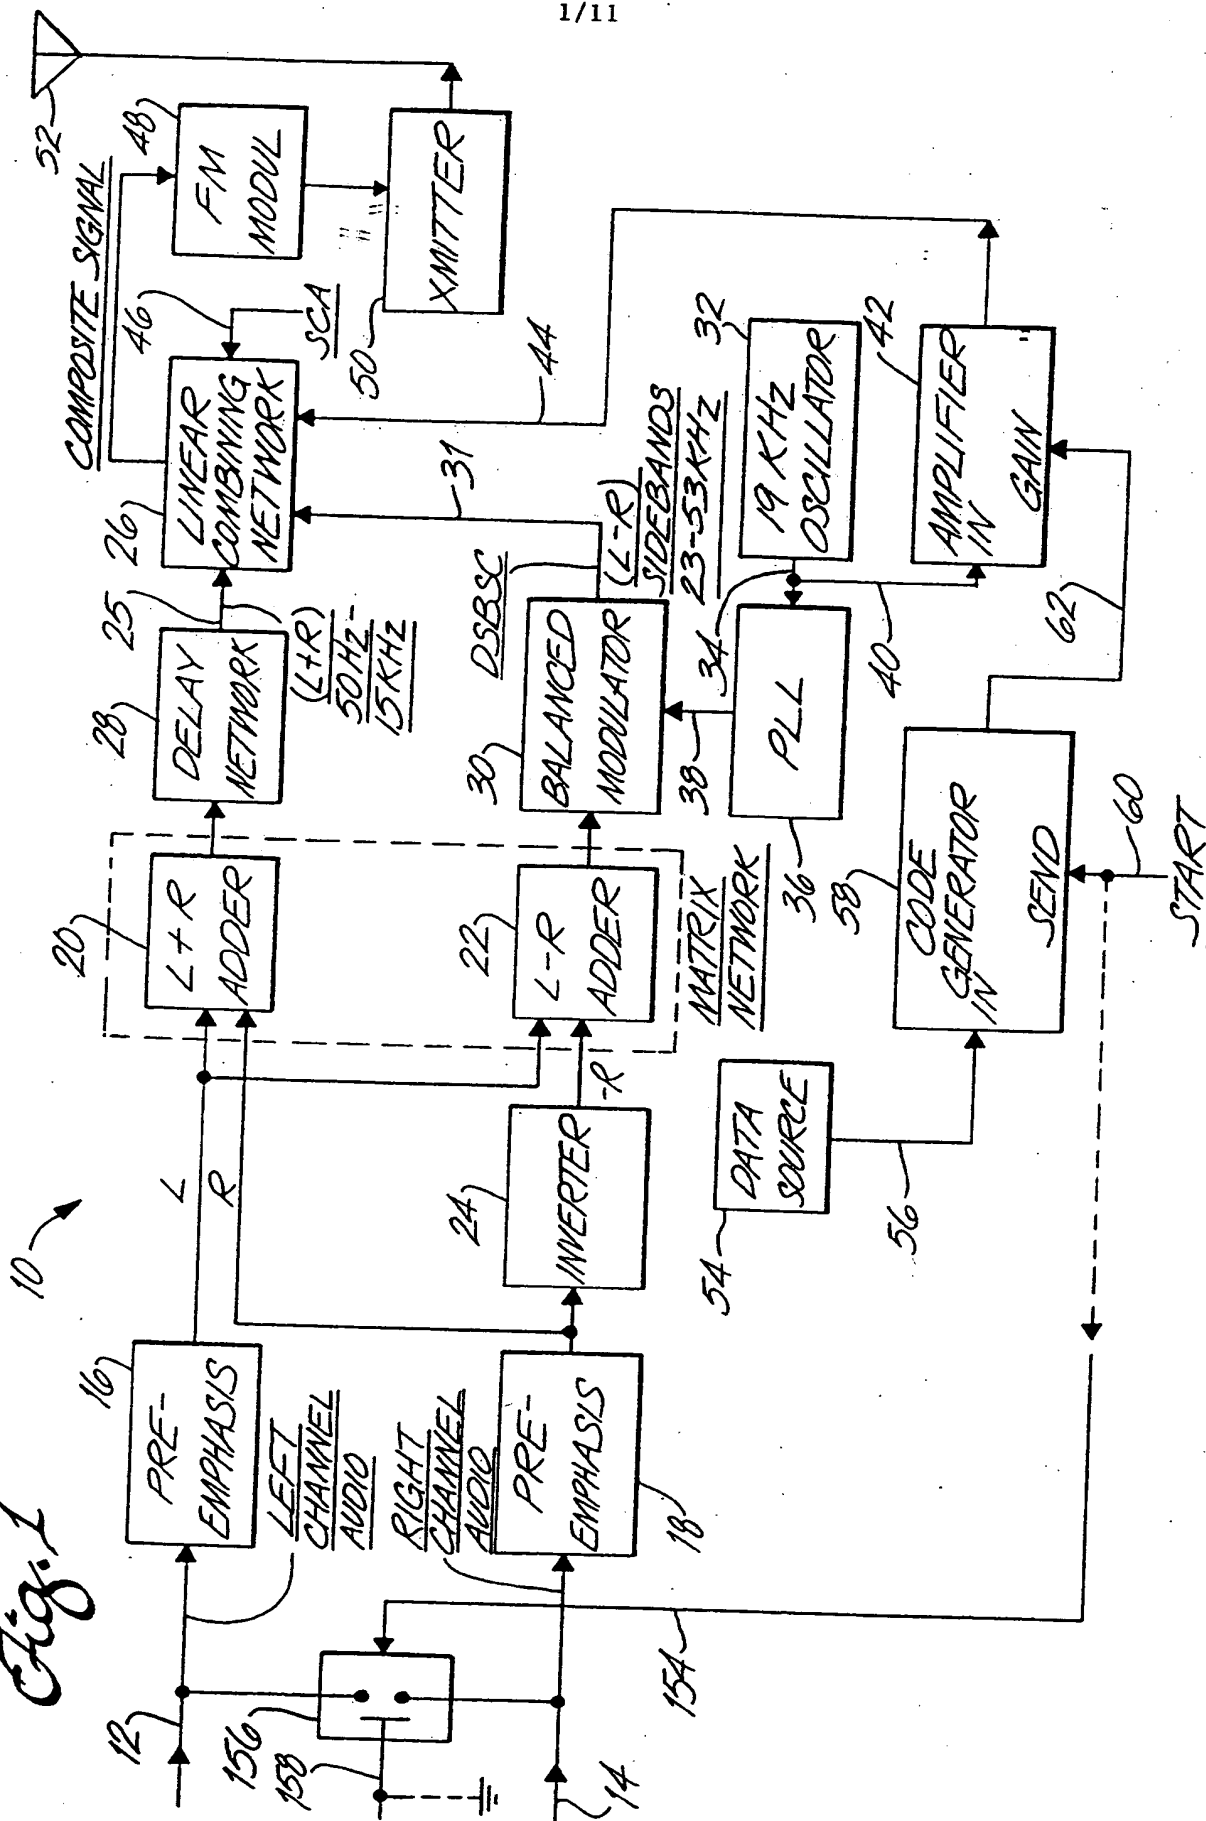 1/11
Fig. 1
10
12
LEFT
CHANNEL
AUDIO
16
PRE-
EMPHASIS
L
R
20
L+R
ADDER
28
DELAY
NETWORK
25
(L+R)
50HZ-
15KHZ
26
LINEAR
COMBINING
NETWORK
COMPOSITE SIGNAL
46
SCA
48
FM
MODUL
52
50
XMITTER
156
158
14
RIGHT
CHANNEL
AUDIO
PRE-
EMPHASIS
18
24
INVERTER
-R
22
L-R
ADDER
MATRIX
NETWORK
30
BALANCED
MODULATOR
DSBSC
31
(L-R)
SIDEBANDS
23-53KHZ
44
38
36
PLL
34
32
19 KHZ
OSCILLATOR
40
42
AMPLIFIER
IN
GAIN
54
DATA
SOURCE
56
58
CODE
GENERATOR
IN
SEND
62
60
START
154